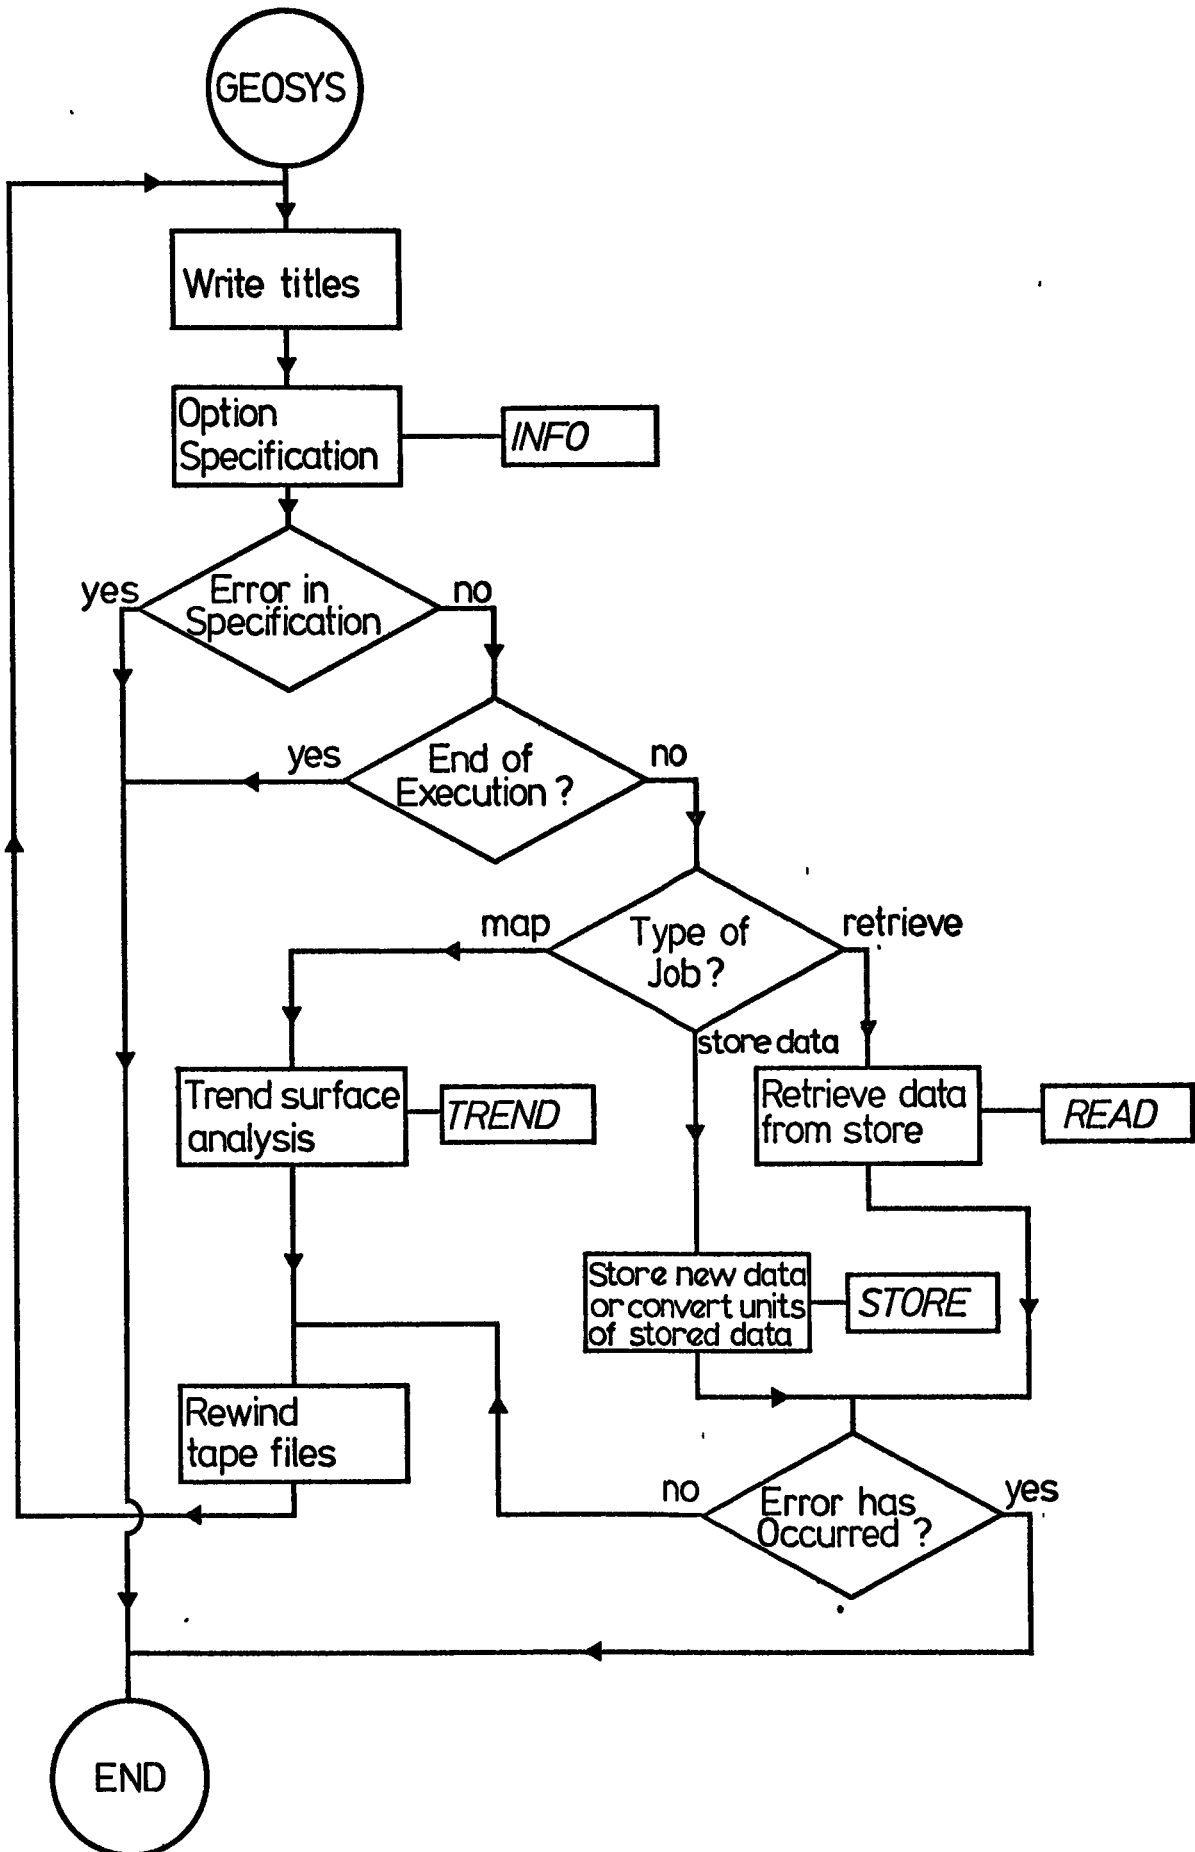 GEOSYS
Write titles
Option
Specification
INFO
yes
Error in
Specification
no
yes
End of
Execution ?
no
map
Type of
Job?
retrieve
store data
Trend surface
analysis
TREND
Retrieve data
from store
READ
Store new data
or convert units
of stored data
STORE
Rewind
tape files
no
Error has
Occurred ?
yes
END